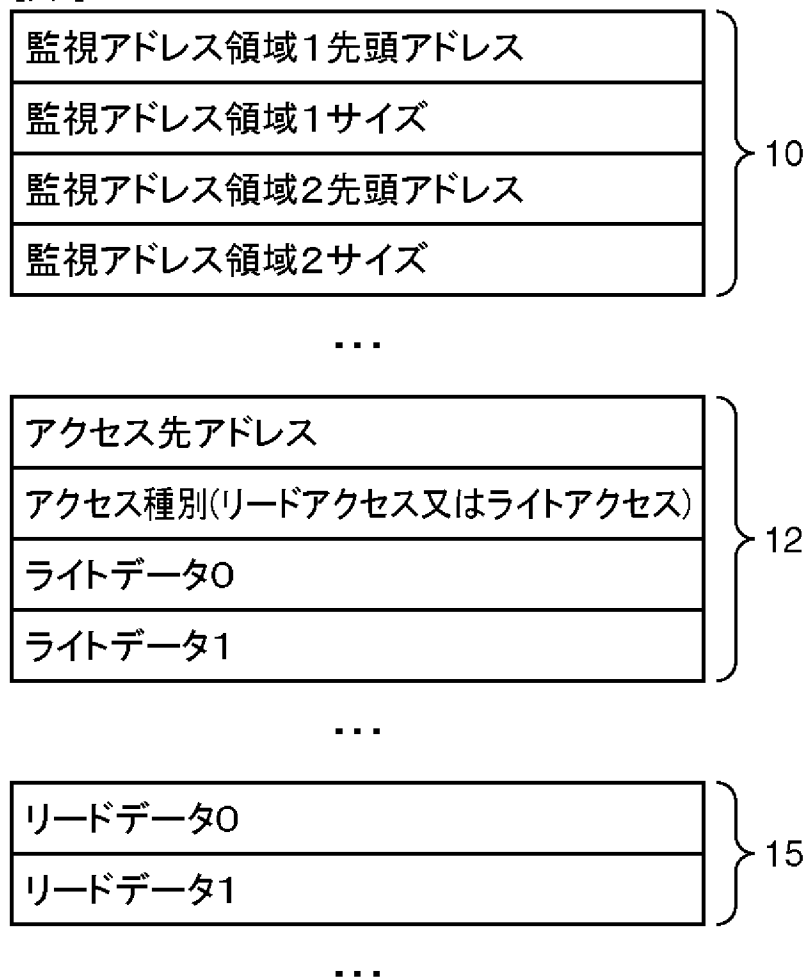 監視アドレス領域1先頭アドレス
監視アドレス領域1サイズ
監視アドレス領域2先頭アドレス
監視アドレス領域2サイズ
10
...
アクセス先アドレス
アクセス種別(リードアクセス又はライトアクセス)
ライトデータ0
ライトデータ1
12
...
リードデータ0
リードデータ1
15
...